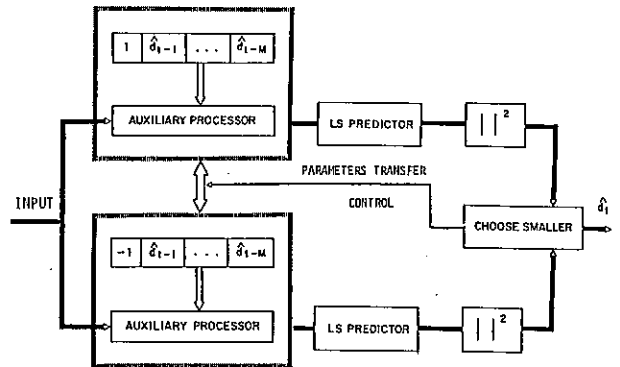 1 d̂ₜ₋₁ ... d̂ₜ₋M
AUXILIARY PROCESSOR
LS PREDICTOR
| |²
PARAMETERS TRANSFER
CONTROL
INPUT
CHOOSE SMALLER
d̂ₜ
-1 d̂ₜ₋₁ ... d̂ₜ₋M
AUXILIARY PROCESSOR
LS PREDICTOR
| |²